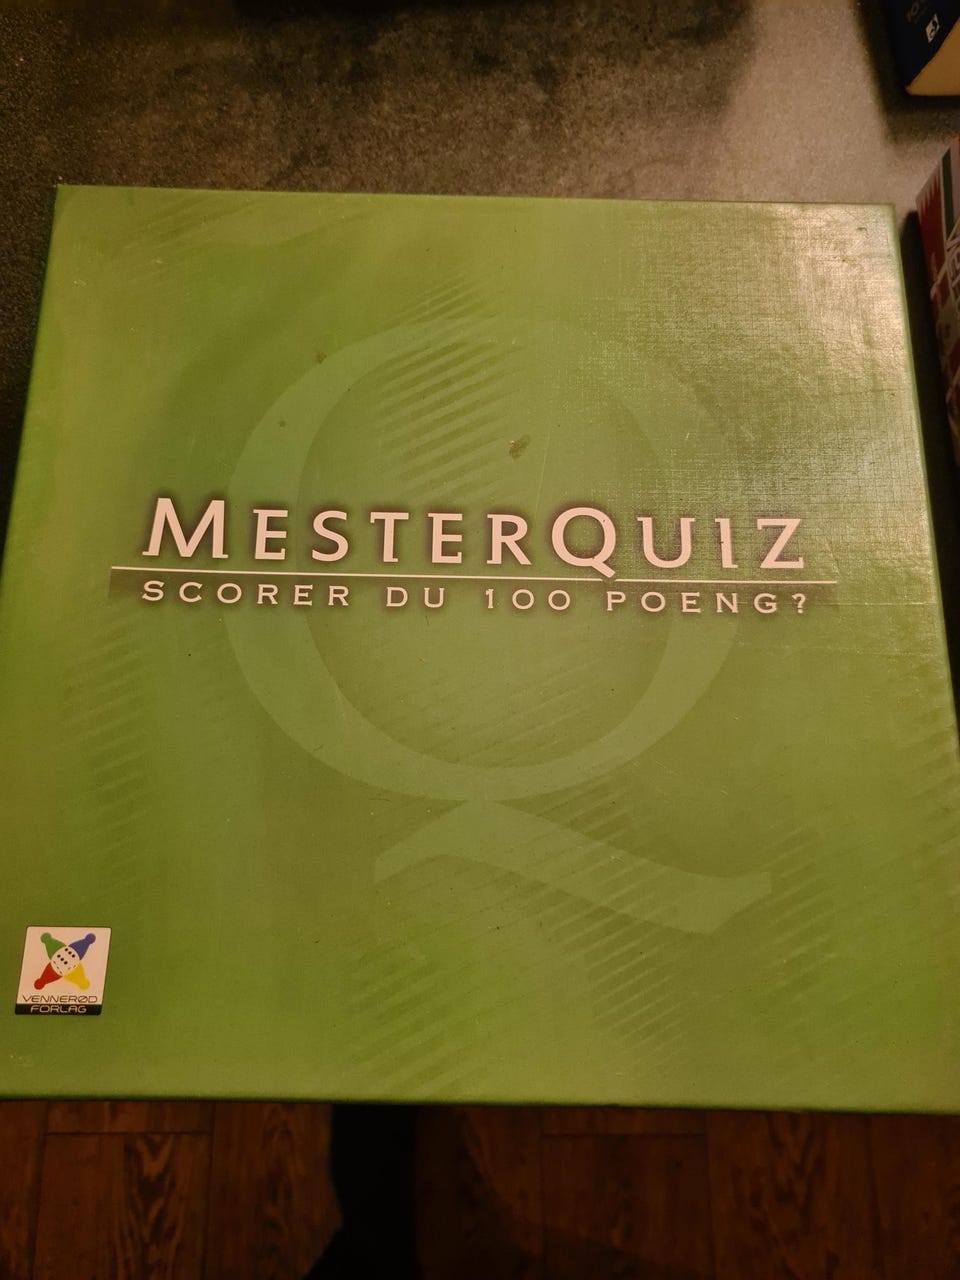 MESTERQUIZ
SCORER DU 100 POENG?
VENNERØD
FORLAG